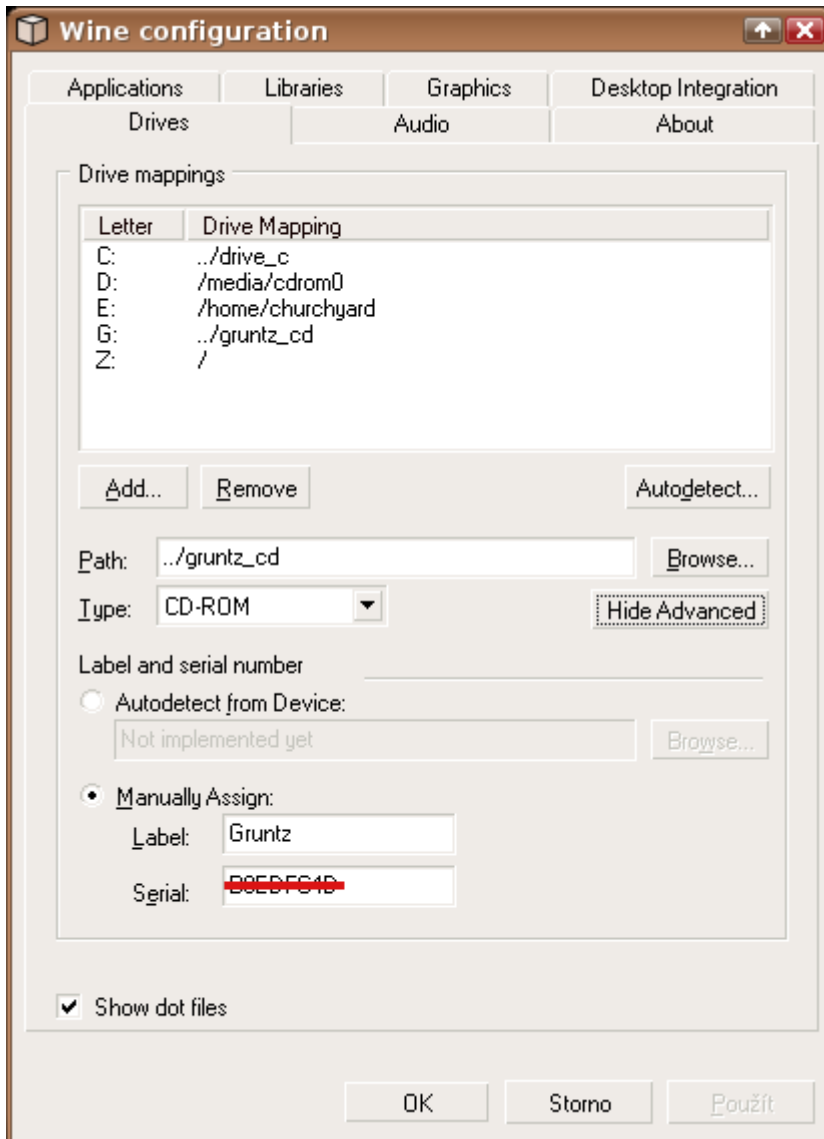 Wine configuration
Applications Libraries Graphics Desktop Integration
Drives Audio About
Drive mappings
Letter Drive Mapping
C: ../drive_c
D: /media/cdrom0
E: /home/churchyard
G: ../gruntz_cd
Z: /
Add... Remove Autodetect...
Path: ../gruntz_cd Browse...
Type: CD-ROM Hide Advanced
Label and serial number
Autodetect from Device:
Not implemented yet Browse...
Manually Assign:
Label: Gruntz
Serial:
Show dot files
OK Storno Použít